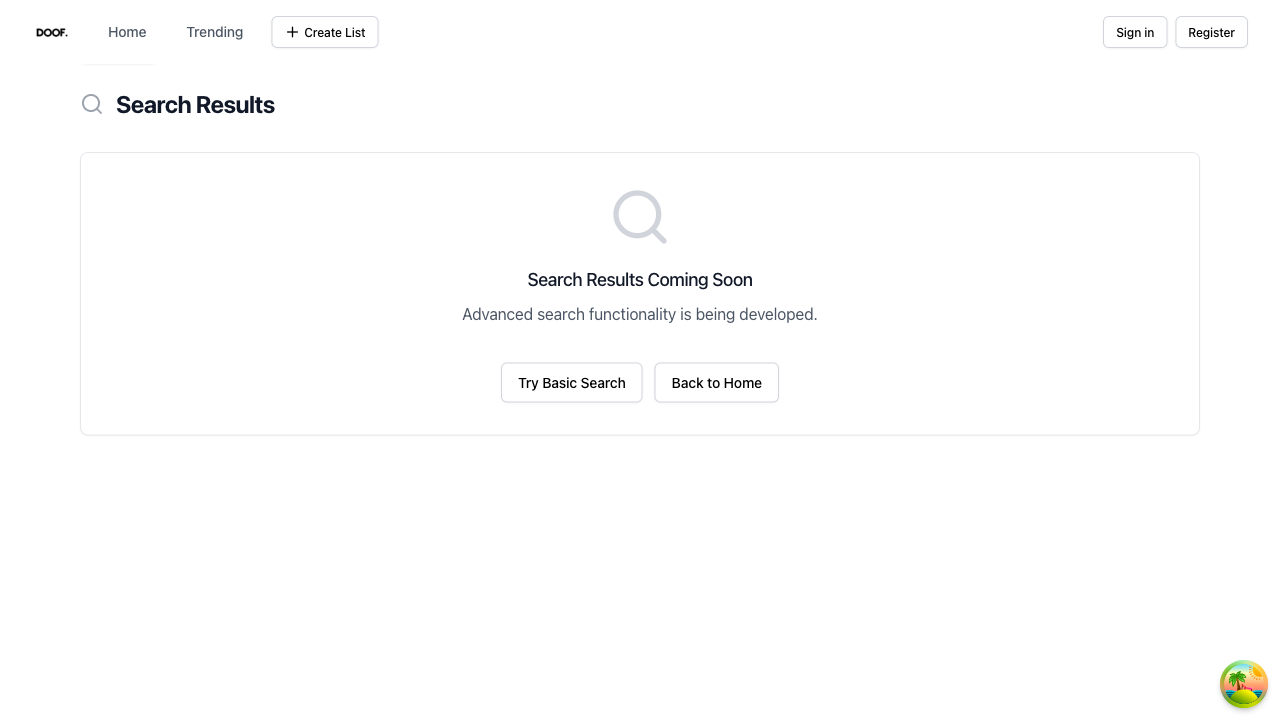 DOOF.
Home
Trending
Create List
Sign in
Register
Search Results
Search Results Coming Soon
Advanced search functionality is being developed.
Try Basic Search
Back to Home